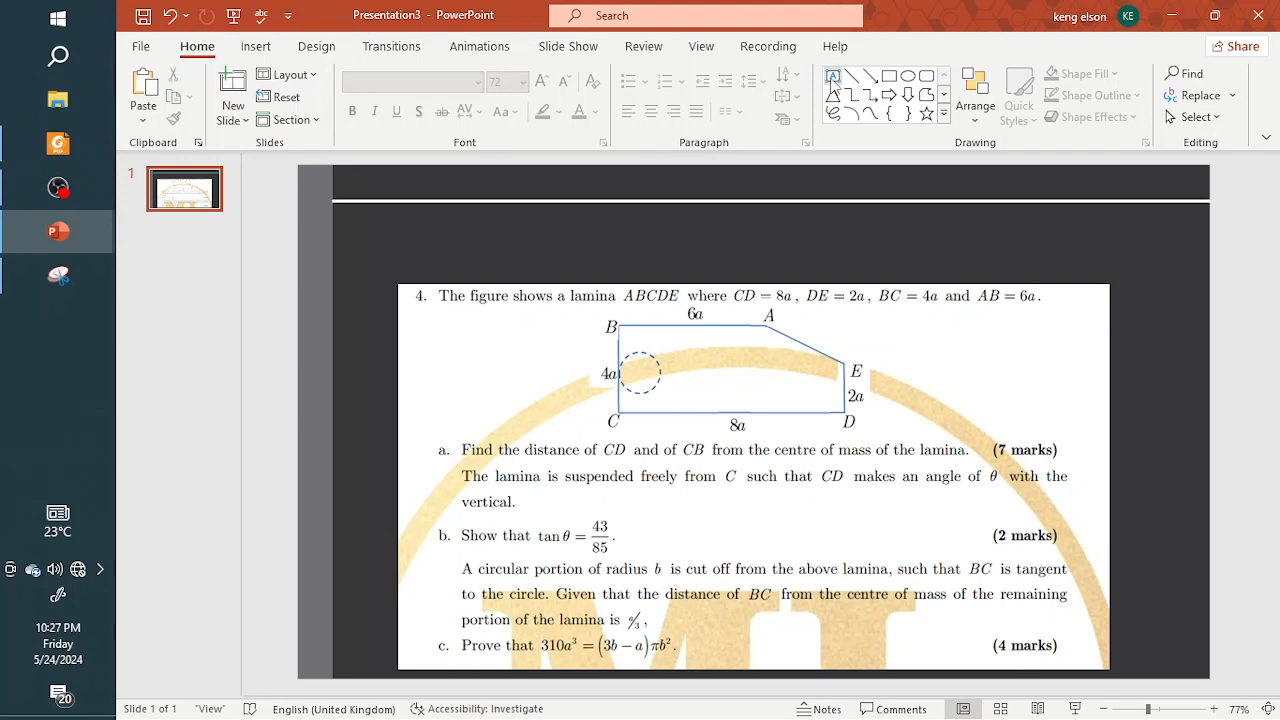 Presentation3 - PowerPoint
Search
keng elson
KE
File
Home
Insert
Design
Transitions
Animations
Slide Show
Review
View
Recording
Help
Share
Paste
New
Slide
Layout
Reset
Section
72
Arrange
Quick
Styles
Shape Fill
Shape Outline
Shape Effects
Find
Replace
Select
Clipboard
Slides
Font
Paragraph
Drawing
Editing
1
4. The figure shows a lamina ABCDE where CD = 8a, DE = 2a, BC = 4a and AB = 6a.
6a
A
B
4a
E
2a
C
8a
D
a. Find the distance of CD and of CB from the centre of mass of the lamina. (7 marks)
The lamina is suspended freely from C such that CD makes an angle of θ with the
vertical.
b. Show that tan θ = 43/85. (2 marks)
A circular portion of radius b is cut off from the above lamina, such that BC is tangent
to the circle. Given that the distance of BC from the centre of mass of the remaining
portion of the lamina is a/3,
c. Prove that 310a³ = (3b − a)πb². (4 marks)
MI
23°C
10:27 PM
Friday
5/24/2024
20
Slide 1 of 1
"View"
English (United Kingdom)
Accessibility: Investigate
Notes
Comments
77%